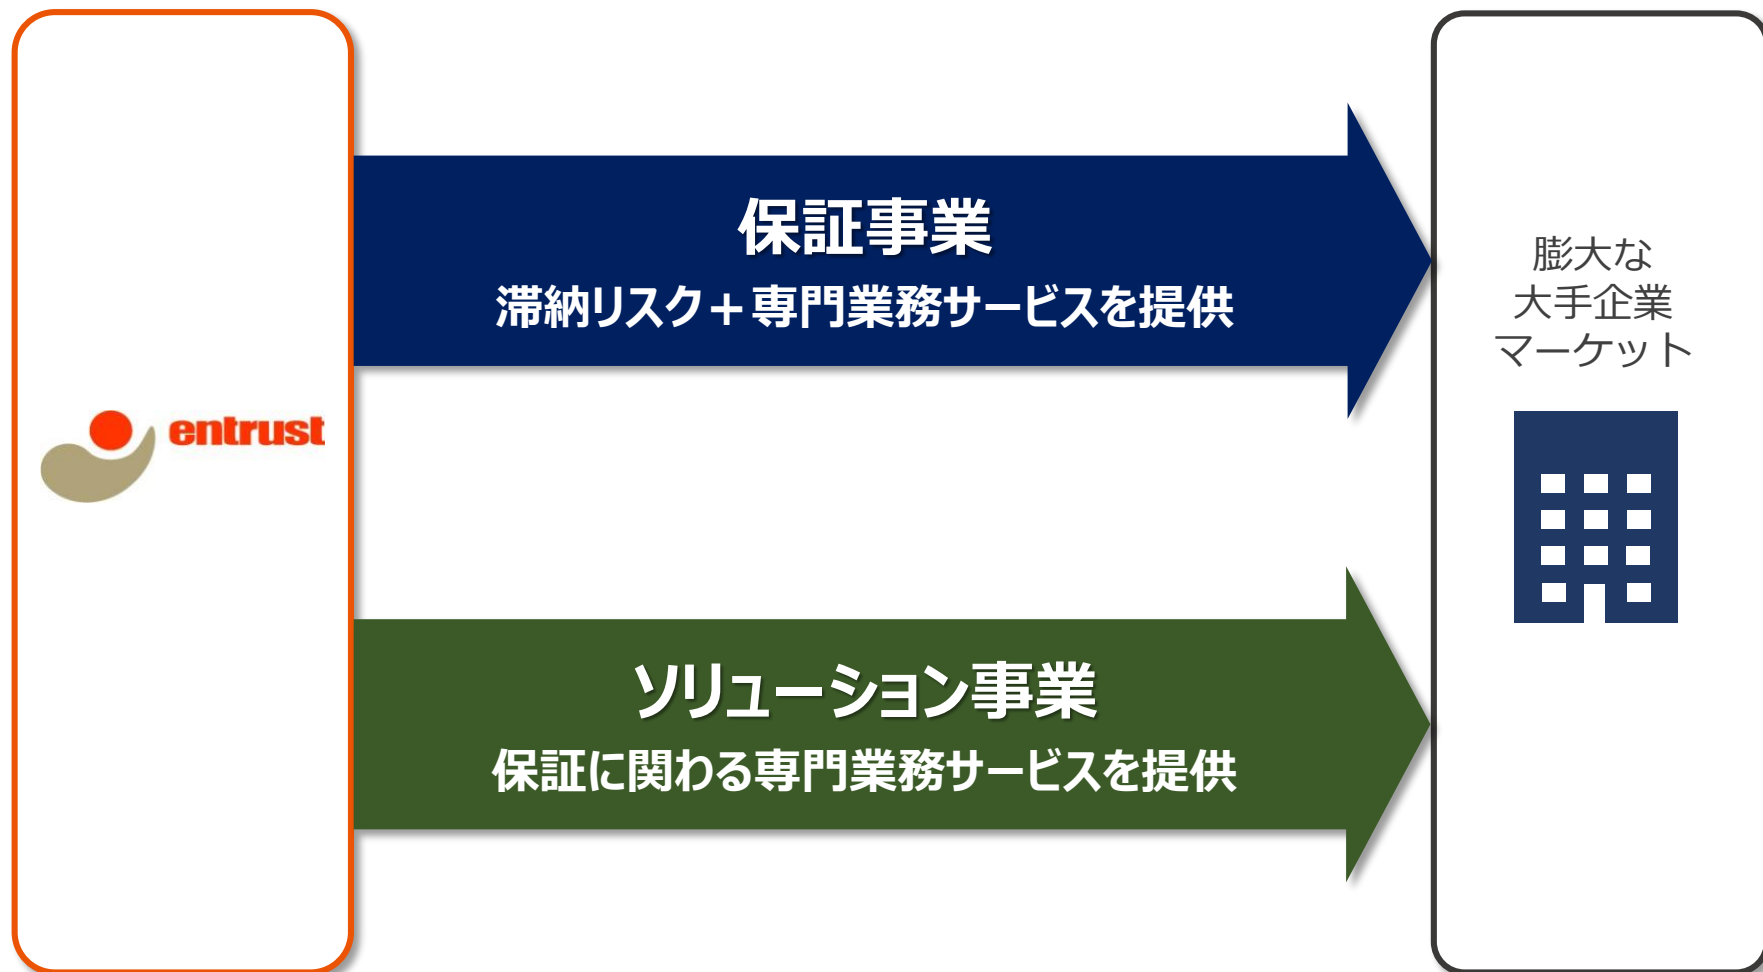 entrust
保証事業
滞納リスク＋専門業務サービスを提供
ソリューション事業
保証に関わる専門業務サービスを提供
膨大な
大手企業
マーケット